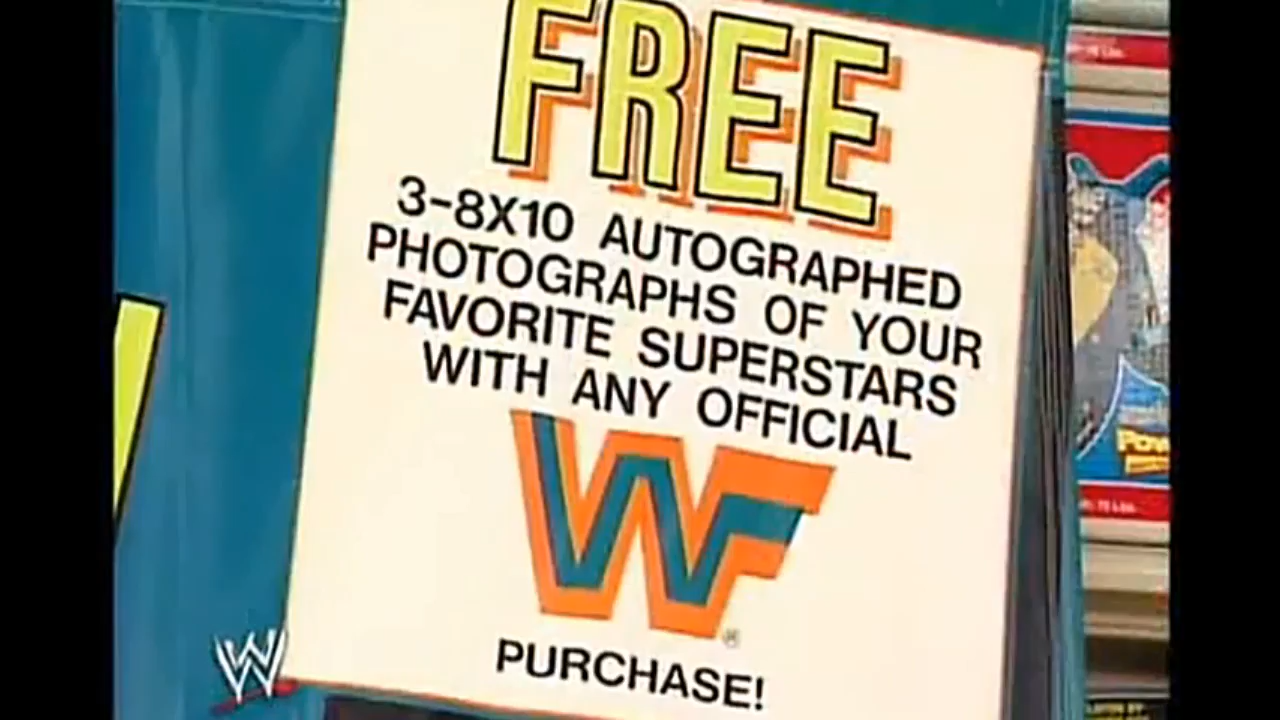 FREE
3-8X10 AUTOGRAPHED
PHOTOGRAPHS OF YOUR
FAVORITE SUPERSTARS
WITH ANY OFFICIAL
WF
®
PURCHASE!
W